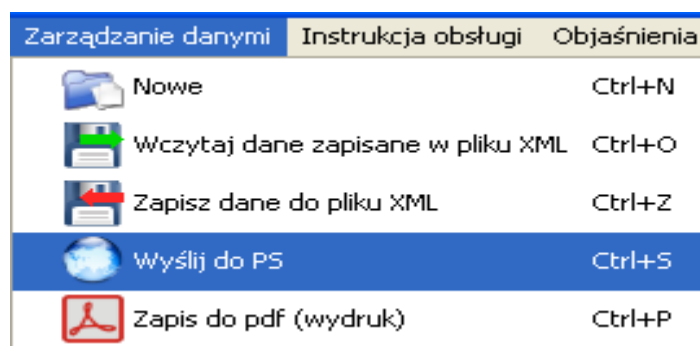 Zarządzanie danymi Instrukcja obsługi Objaśnienia
Nowe Ctrl+N
Wczytaj dane zapisane w pliku XML Ctrl+O
Zapisz dane do pliku XML Ctrl+Z
Wyślij do PS Ctrl+S
Zapis do pdf (wydruk) Ctrl+P